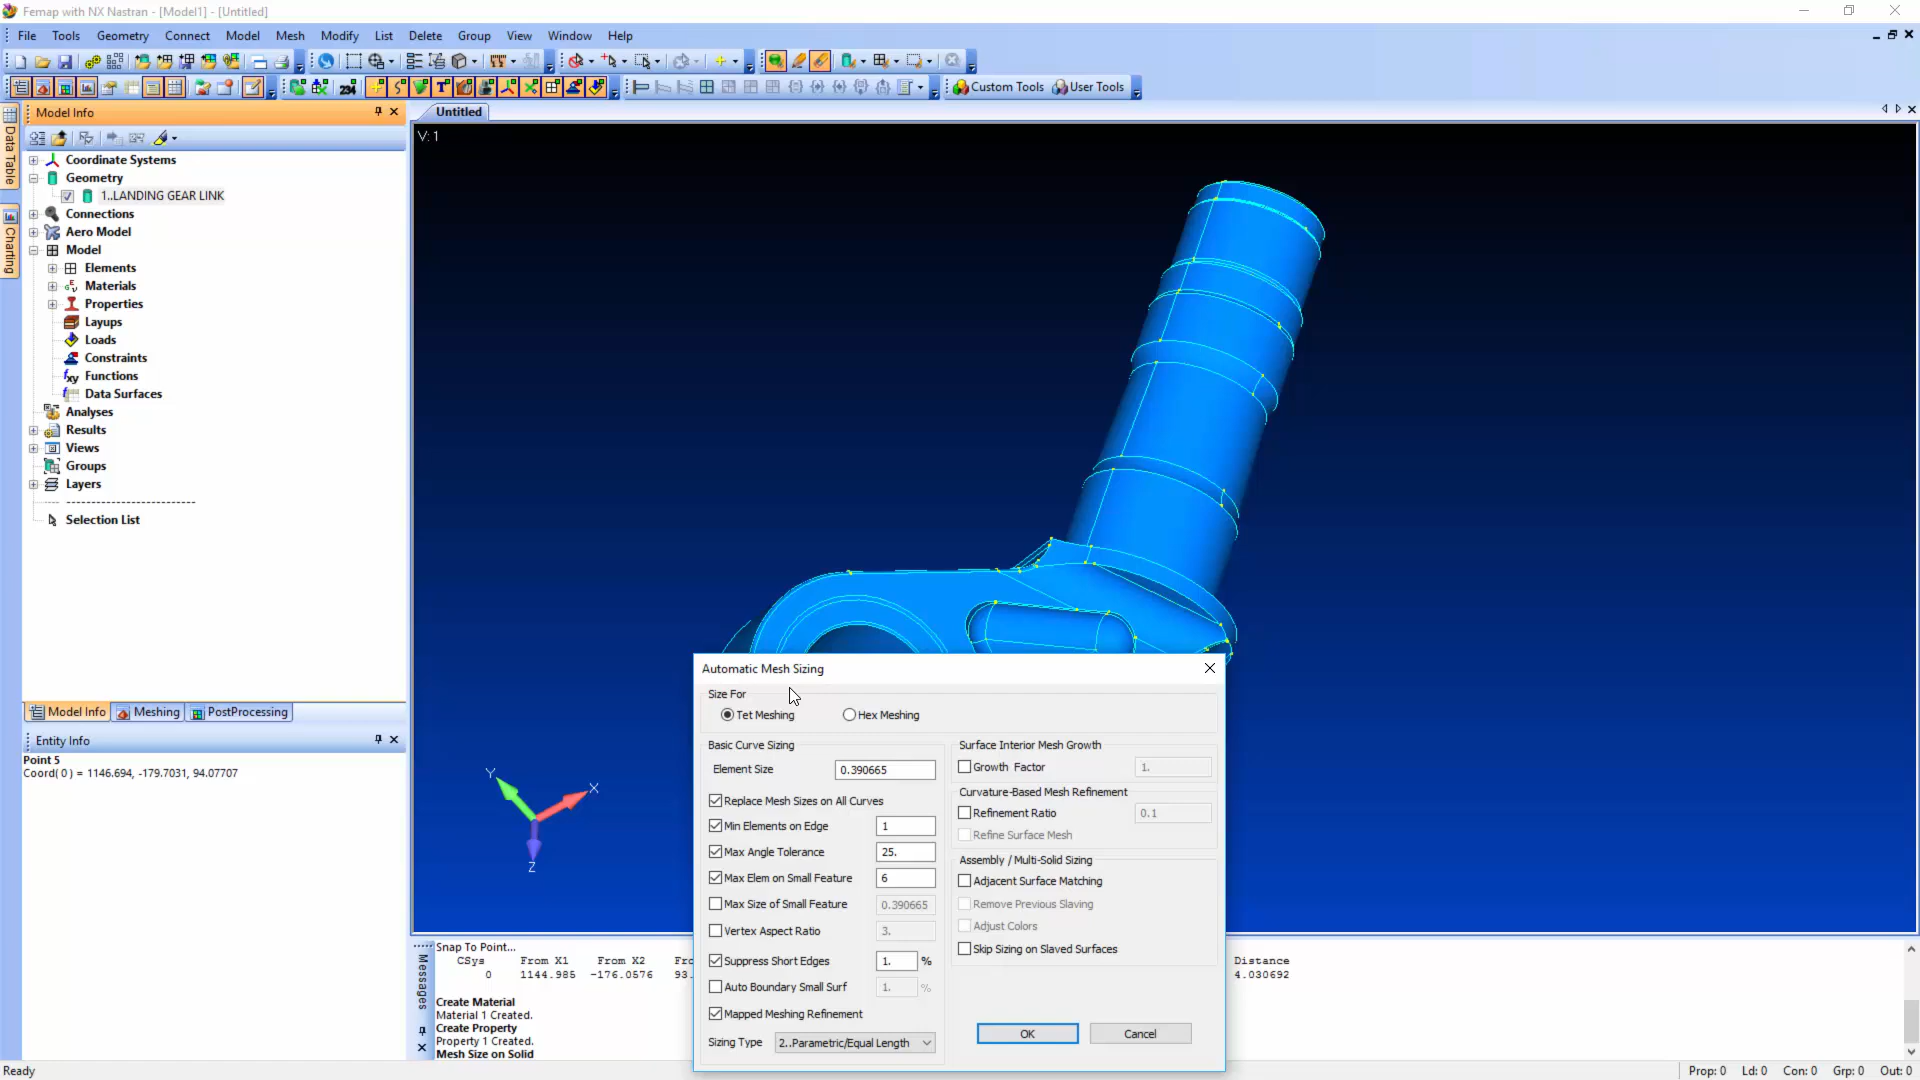 Femap with NX Nastran - [Model1] - [Untitled]
File Tools Geometry Connect Model Mesh Modify List Delete Group View Window Help
234 Custom Tools User Tools
Model Info
Untitled
Data Table
Charting
V: 1
Coordinate Systems
Geometry
1..LANDING GEAR LINK
Connections
Aero Model
Model
Elements
Materials
Properties
Layups
Loads
Constraints
Functions
Data Surfaces
Analyses
Results
Views
Groups
Layers
Selection List
Model Info Meshing PostProcessing
Entity Info
Point 5
Coord( 0 ) = 1146.694, -179.7031, 94.07707
Y X Z
Automatic Mesh Sizing
Size For
Tet Meshing Hex Meshing
Basic Curve Sizing
Element Size 0.390665
Replace Mesh Sizes on All Curves
Min Elements on Edge 1
Max Angle Tolerance 25.
Max Elem on Small Feature 6
Max Size of Small Feature 0.390665
Vertex Aspect Ratio 3.
Suppress Short Edges 1. %
Auto Boundary Small Surf 1. %
Mapped Meshing Refinement
Sizing Type 2..Parametric/Equal Length
Surface Interior Mesh Growth
Growth Factor 1.
Curvature-Based Mesh Refinement
Refinement Ratio 0.1
Refine Surface Mesh
Assembly / Multi-Solid Sizing
Adjacent Surface Matching
Remove Previous Slaving
Adjust Colors
Skip Sizing on Slaved Surfaces
OK Cancel
Messages
Snap To Point...
CSys From X1 From X2 Distance
0 1144.985 -176.0576 93. 4.030692
Create Material
Material 1 Created.
Create Property
Property 1 Created.
Mesh Size on Solid
Ready Prop: 0 Ld: 0 Con: 0 Grp: 0 Out: 0